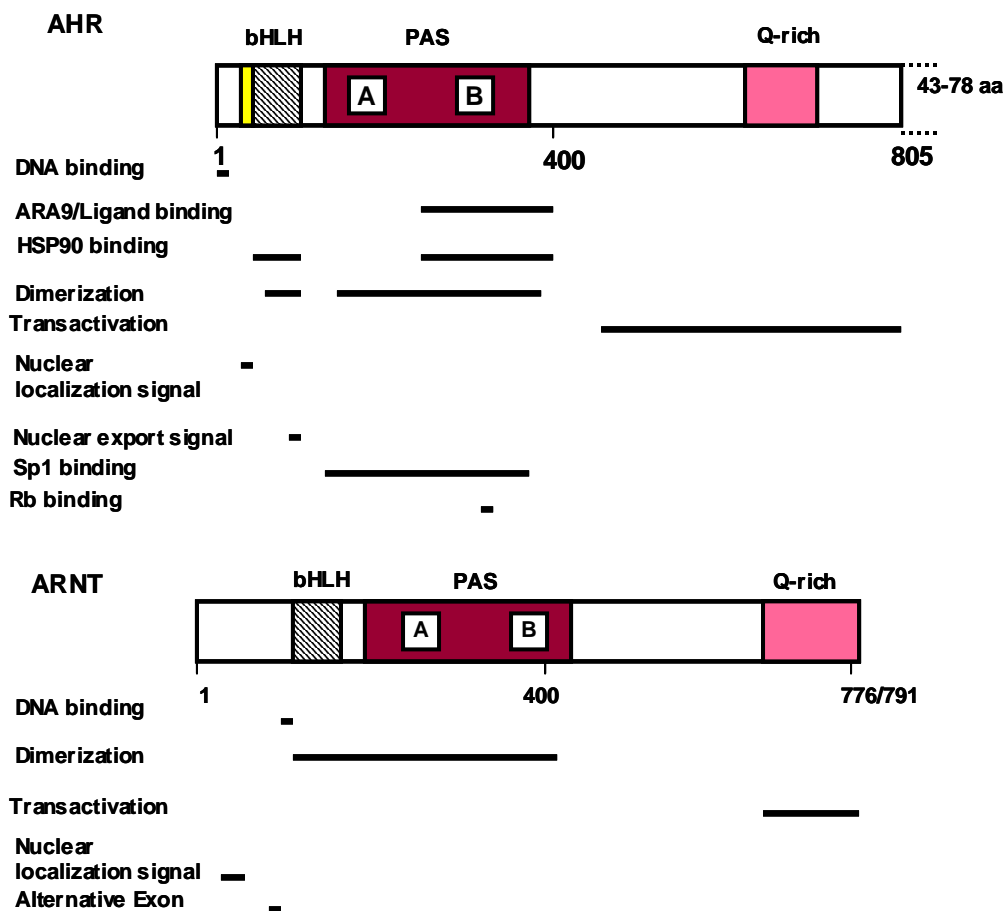 AHR
bHLH PAS Q-rich
A B
43-78 aa
1 400 805
DNA binding
ARA9/Ligand binding
HSP90 binding
Dimerization
Transactivation
Nuclear
localization signal
Nuclear export signal
Sp1 binding
Rb binding
ARNT
bHLH PAS Q-rich
A B
1 400 776/791
DNA binding
Dimerization
Transactivation
Nuclear
localization signal
Alternative Exon